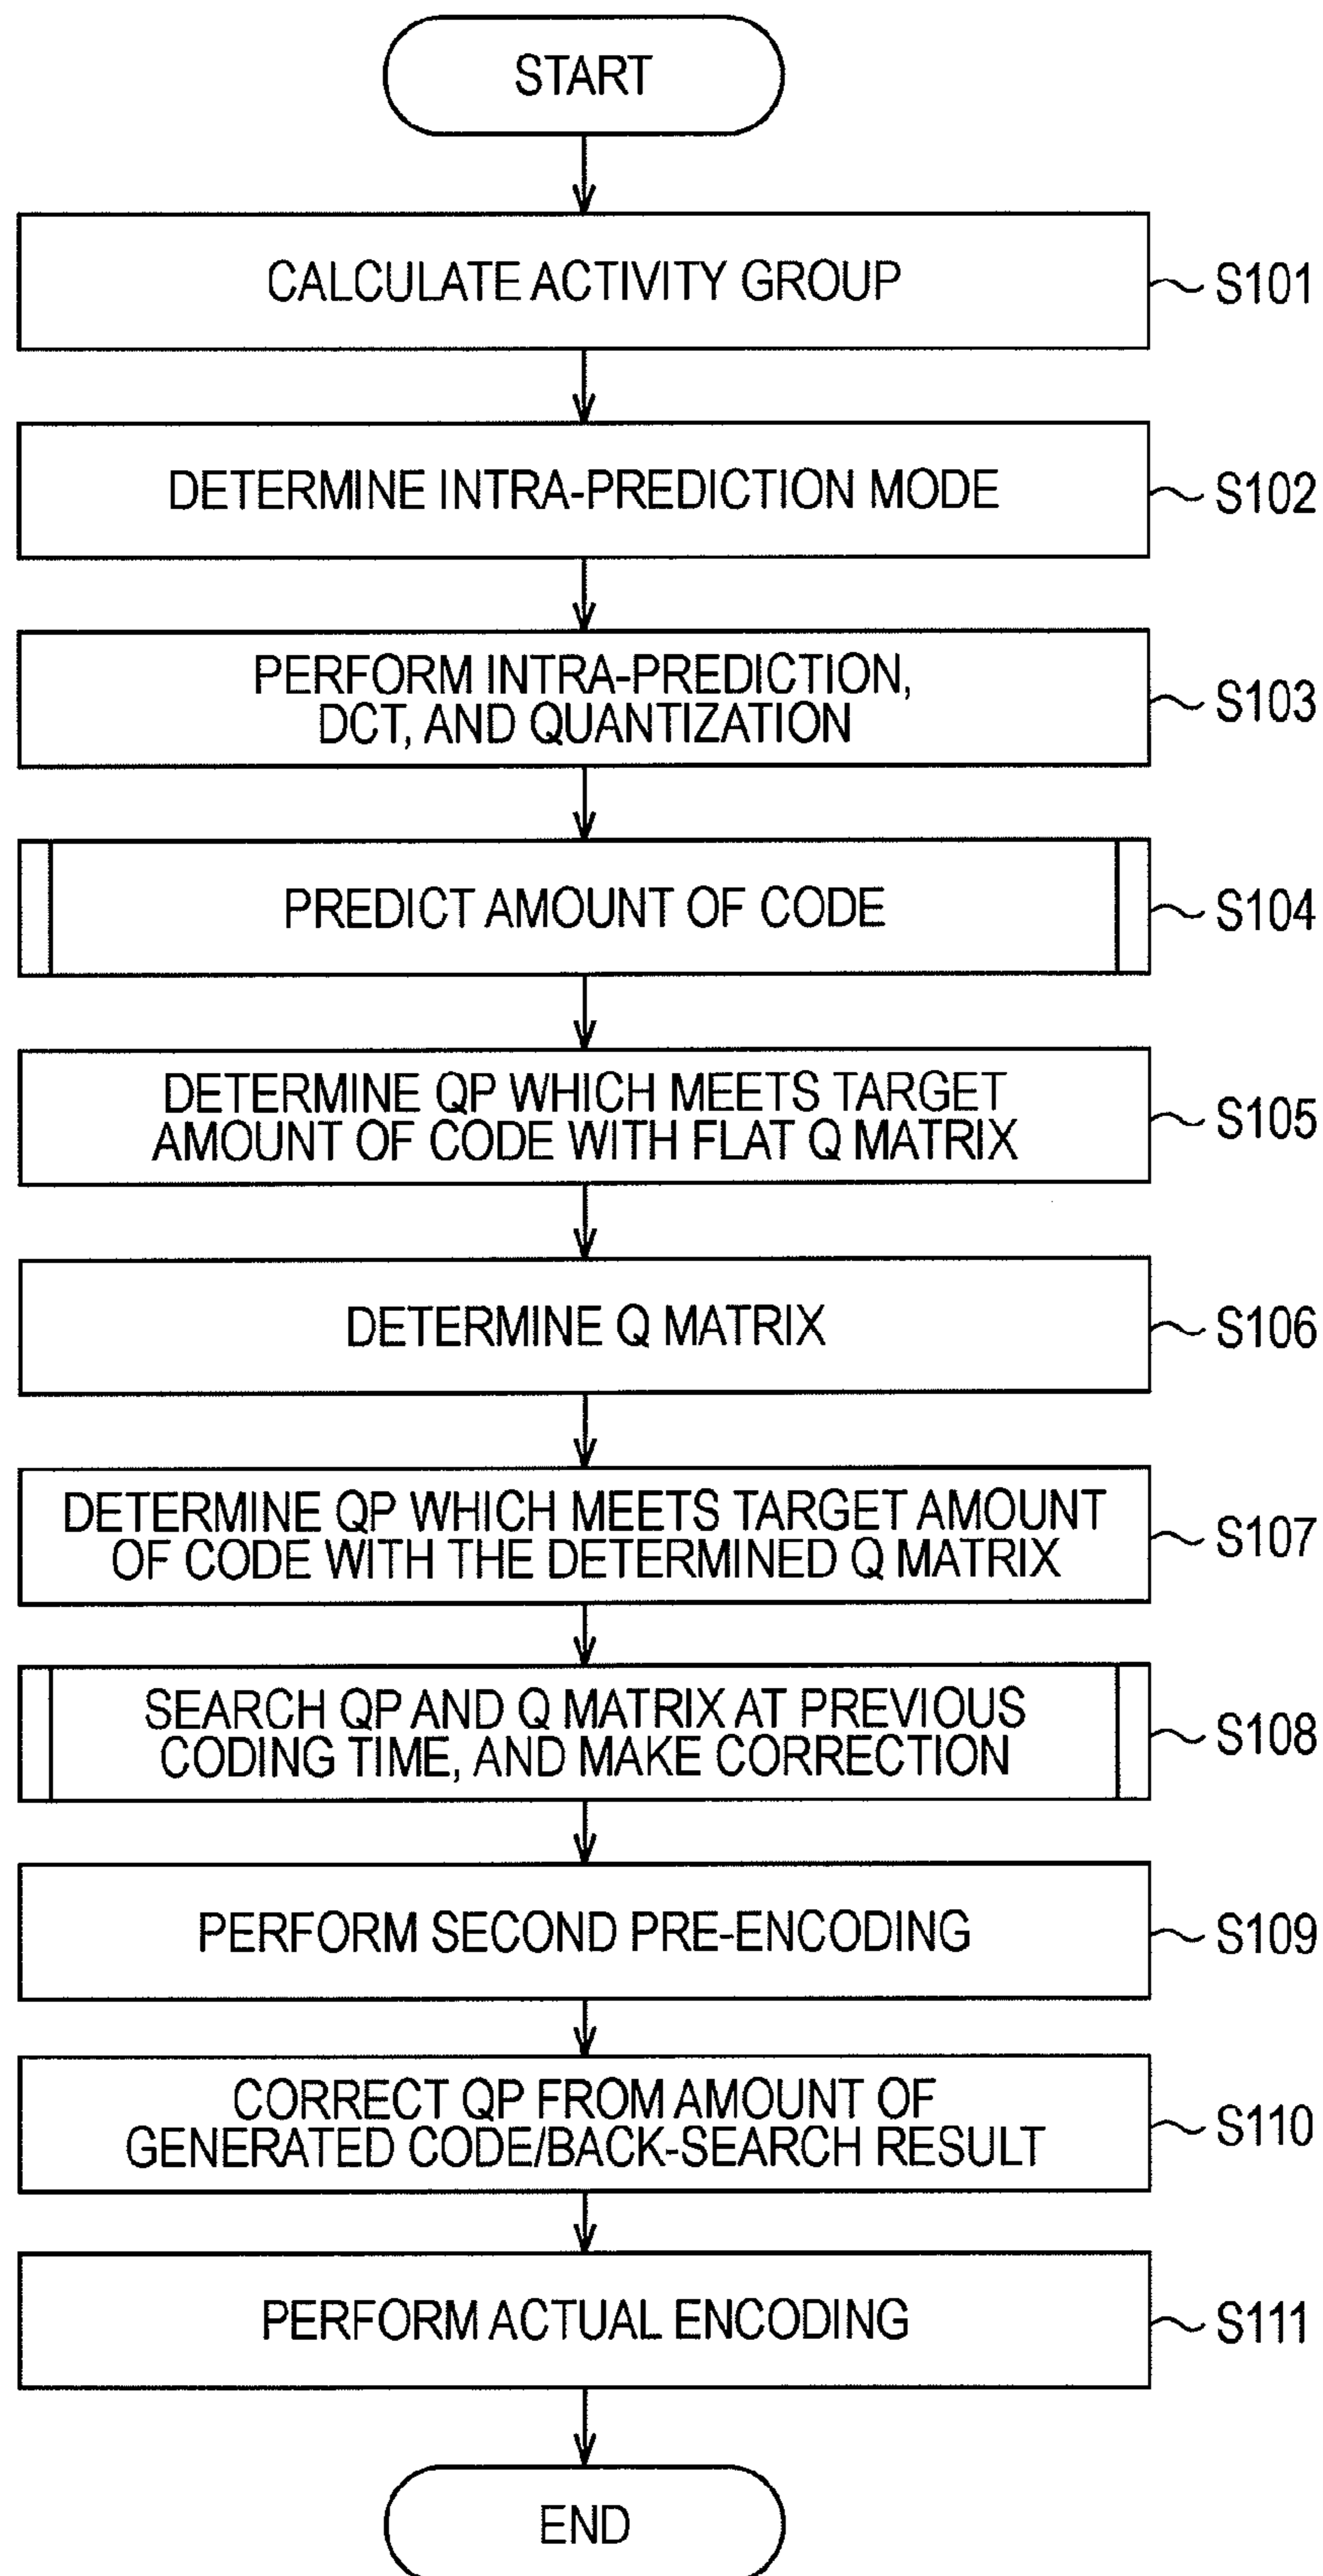 START
CALCULATE ACTIVITY GROUP
S101
DETERMINE INTRA-PREDICTION MODE
S102
PERFORM INTRA-PREDICTION,
DCT, AND QUANTIZATION
S103
PREDICT AMOUNT OF CODE
S104
DETERMINE QP WHICH MEETS TARGET
AMOUNT OF CODE WITH FLAT Q MATRIX
S105
DETERMINE Q MATRIX
S106
DETERMINE QP WHICH MEETS TARGET AMOUNT
OF CODE WITH THE DETERMINED Q MATRIX
S107
SEARCH QP AND Q MATRIX AT PREVIOUS
CODING TIME, AND MAKE CORRECTION
S108
PERFORM SECOND PRE-ENCODING
S109
CORRECT QP FROM AMOUNT OF
GENERATED CODE/BACK-SEARCH RESULT
S110
PERFORM ACTUAL ENCODING
S111
END